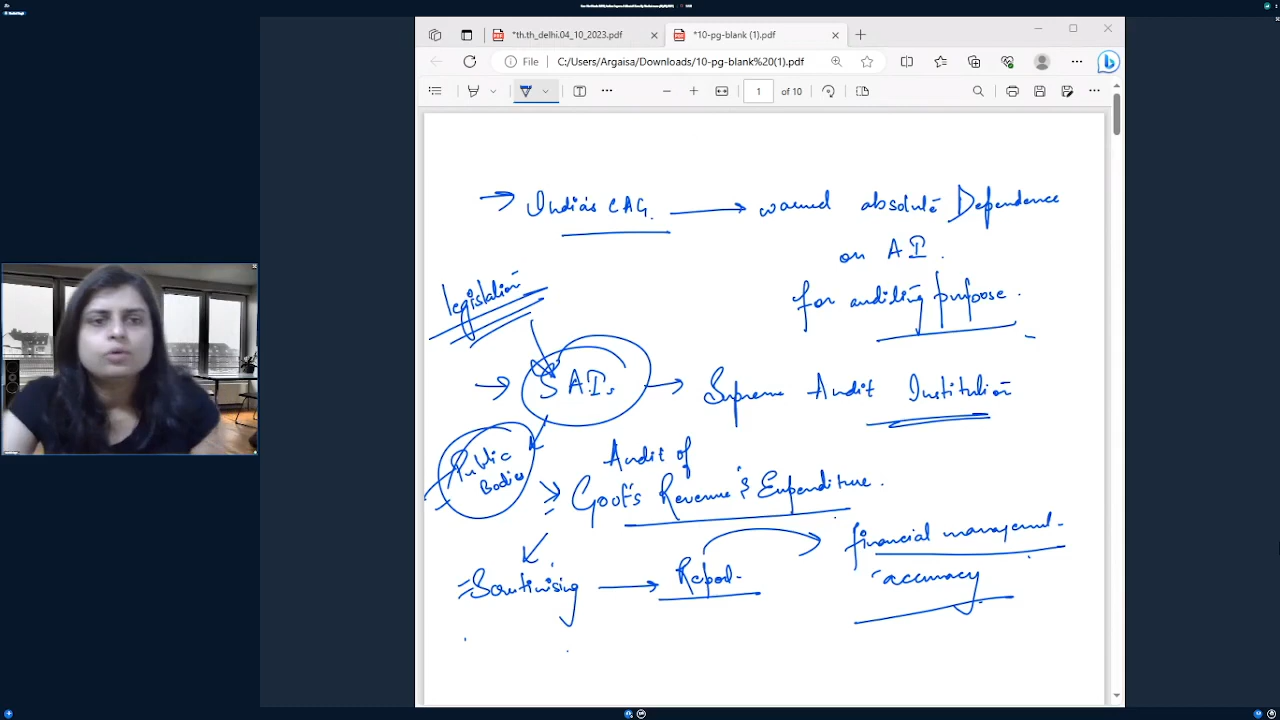 *th.th_delhi.04_10_2023.pdf
*10-pg-blank (1).pdf
File
C:/Users/Argaisa/Downloads/10-pg-blank%20(1).pdf
1 of 10
→ India's CAG. → warned absolute Dependence
on AI.
for auditing purpose.
legislation
→ SAIs → Supreme Audit Institution
Public
Bodies
Audit of
Govt's Revenue & Expenditure.
Scrutinising → Report.
financial management.
accuracy